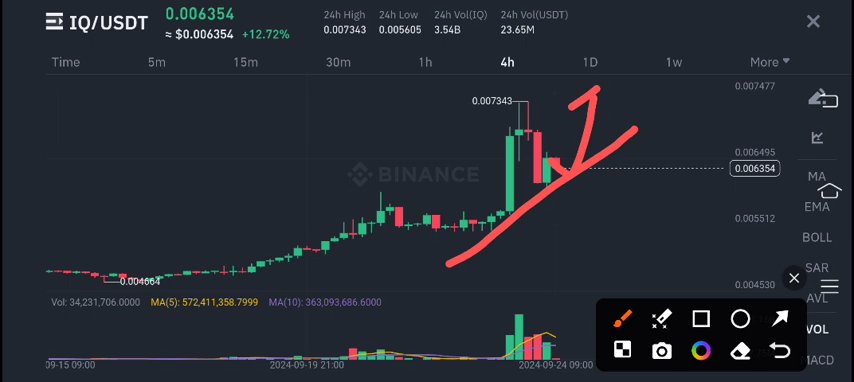 IQ/USDT
0.006354
≈ $0.006354 +12.72%
24h High 24h Low 24h Vol(IQ) 24h Vol(USDT)
0.007343 0.005605 3.54B 23.65M
Time 5m 15m 30m 1h 4h 1D 1w More
0.007477
0.007343
0.006495
0.006354
BINANCE
MA
EMA
0.005512
BOLL
SAR
0.004664
0.004530
AVL
Vol: 34,231,706.0000 MA(5): 572,411,358.7999 MA(10): 363,093,686.6000
VOL
MACD
09-15 09:00 2024-09-19 21:00 2024-09-24 09:00